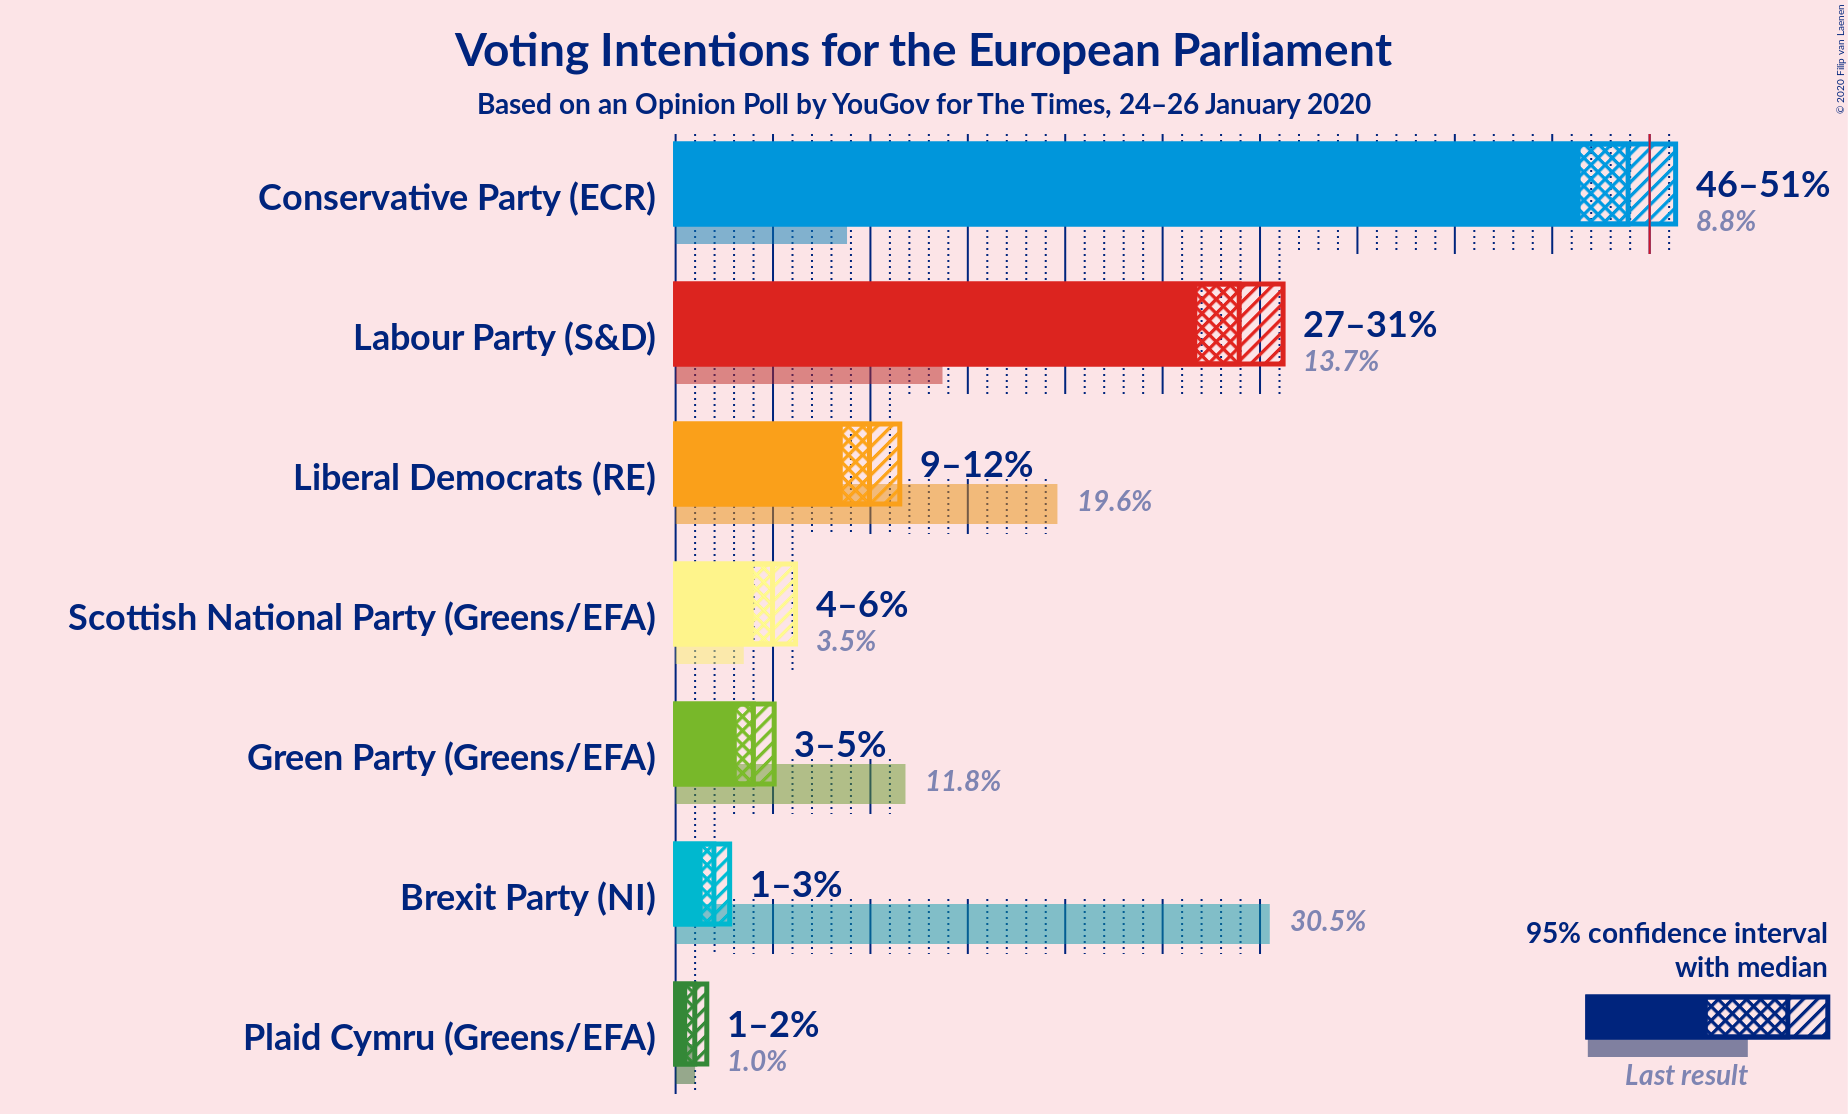 Voting Intentions for the European Parliament
Based on an Opinion Poll by YouGov for The Times, 24–26 January 2020
© 2020 Filip van Laenen
Conservative Party (ECR)
46–51%
8.8%
Labour Party (S&D)
27–31%
13.7%
Liberal Democrats (RE)
9–12%
19.6%
Scottish National Party (Greens/EFA)
4–6%
3.5%
Green Party (Greens/EFA)
3–5%
11.8%
Brexit Party (NI)
1–3%
30.5%
Plaid Cymru (Greens/EFA)
1–2%
1.0%
95% confidence interval
with median
Last result